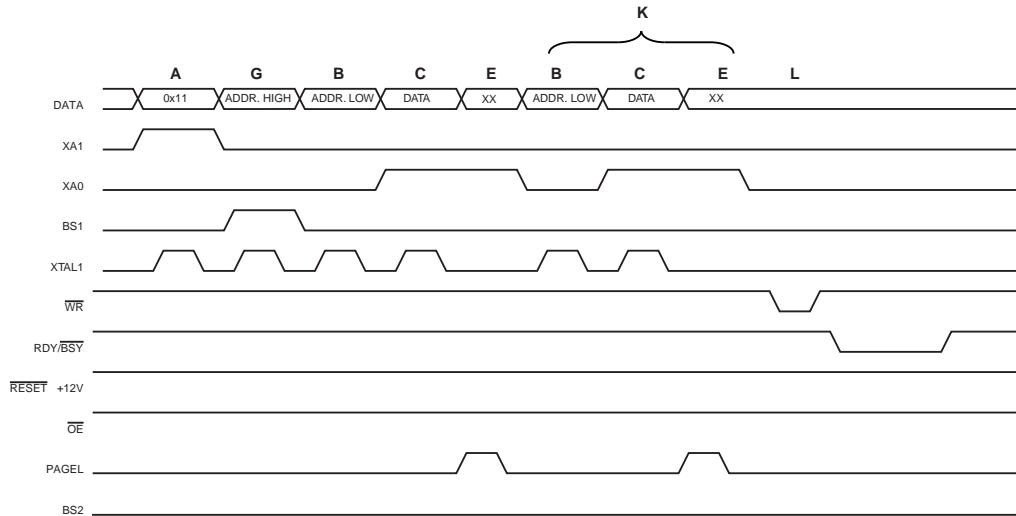 K
A G B C E B C E L
DATA 0x11 ADDR. HIGH ADDR. LOW DATA XX ADDR. LOW DATA XX
XA1
XA0
BS1
XTAL1
WR
RDY/BSY
RESET +12V
OE
PAGEL
BS2